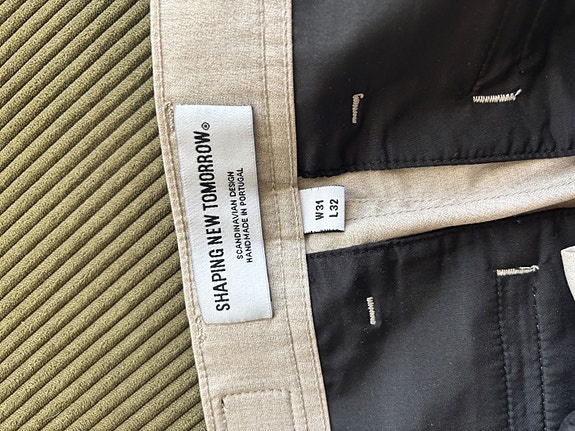 SHAPING NEW TOMORROW®
SCANDINAVIAN DESIGN
HANDMADE IN PORTUGAL
W31
L32